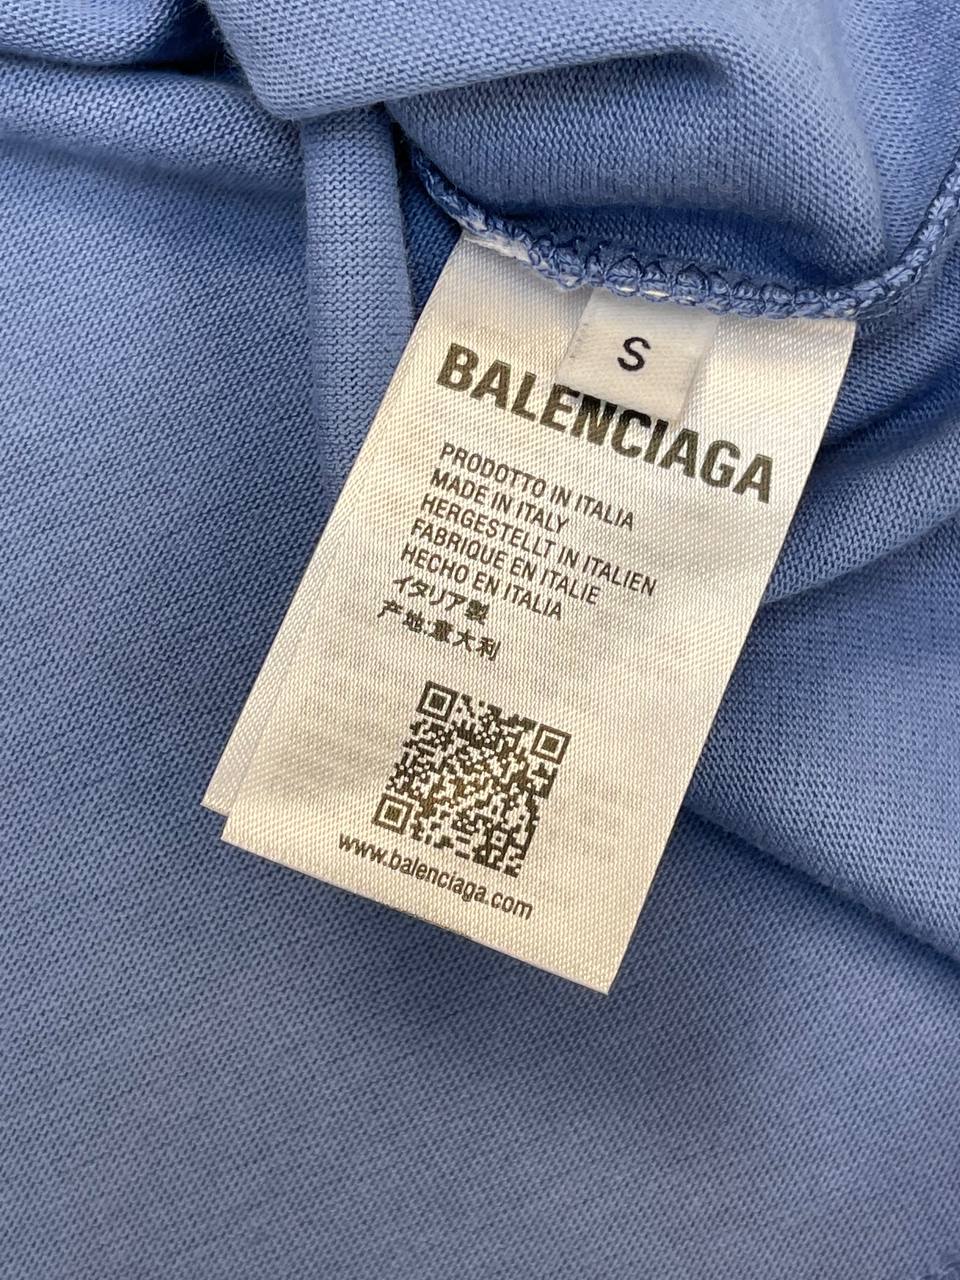 S
BALENCIAGA
PRODOTTO IN ITALIA
MADE IN ITALY
HERGESTELLT IN ITALIEN
FABRIQUE EN ITALIE
HECHO EN ITALIA
イタリア製
产地:意大利
www.balenciaga.com